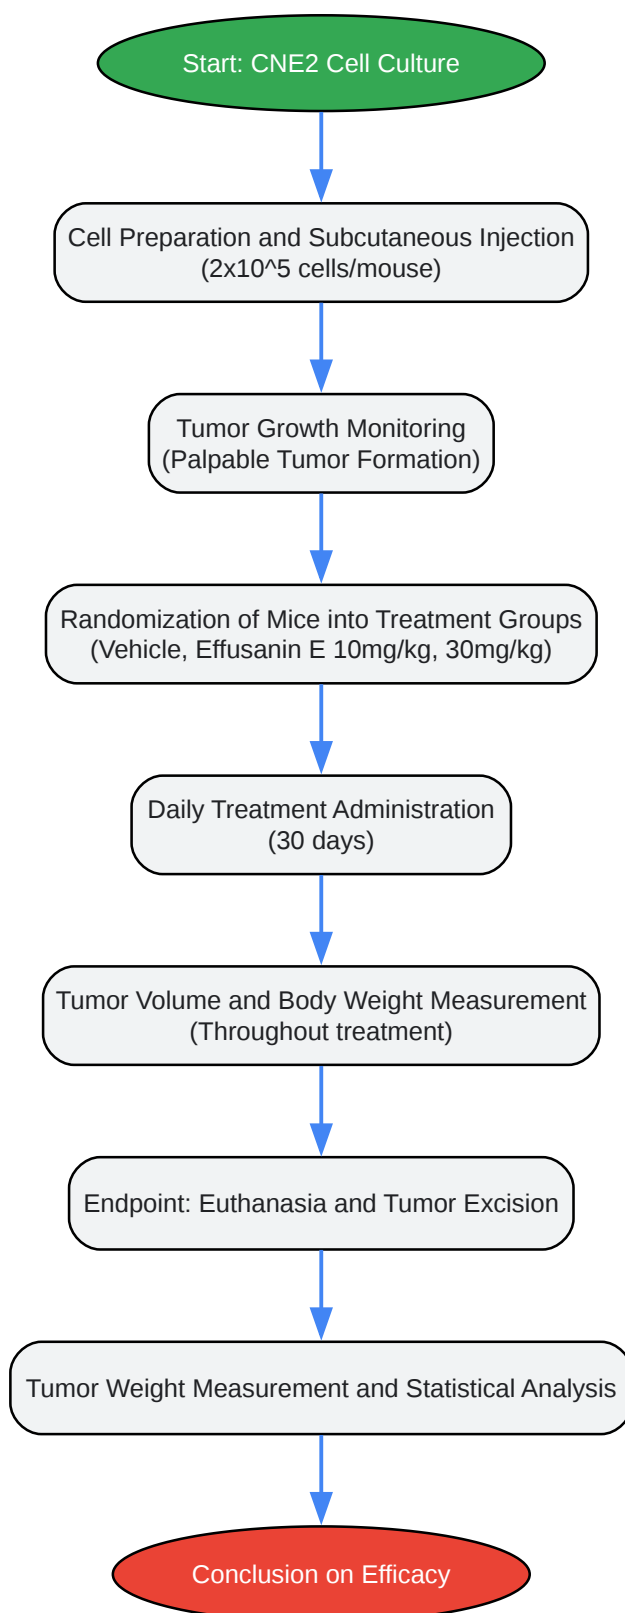 Start: CNE2 Cell Culture
Cell Preparation and Subcutaneous Injection
(2x10^5 cells/mouse)
Tumor Growth Monitoring
(Palpable Tumor Formation)
Randomization of Mice into Treatment Groups
(Vehicle, Effusanin E 10mg/kg, 30mg/kg)
Daily Treatment Administration
(30 days)
Tumor Volume and Body Weight Measurement
(Throughout treatment)
Endpoint: Euthanasia and Tumor Excision
Tumor Weight Measurement and Statistical Analysis
Conclusion on Efficacy